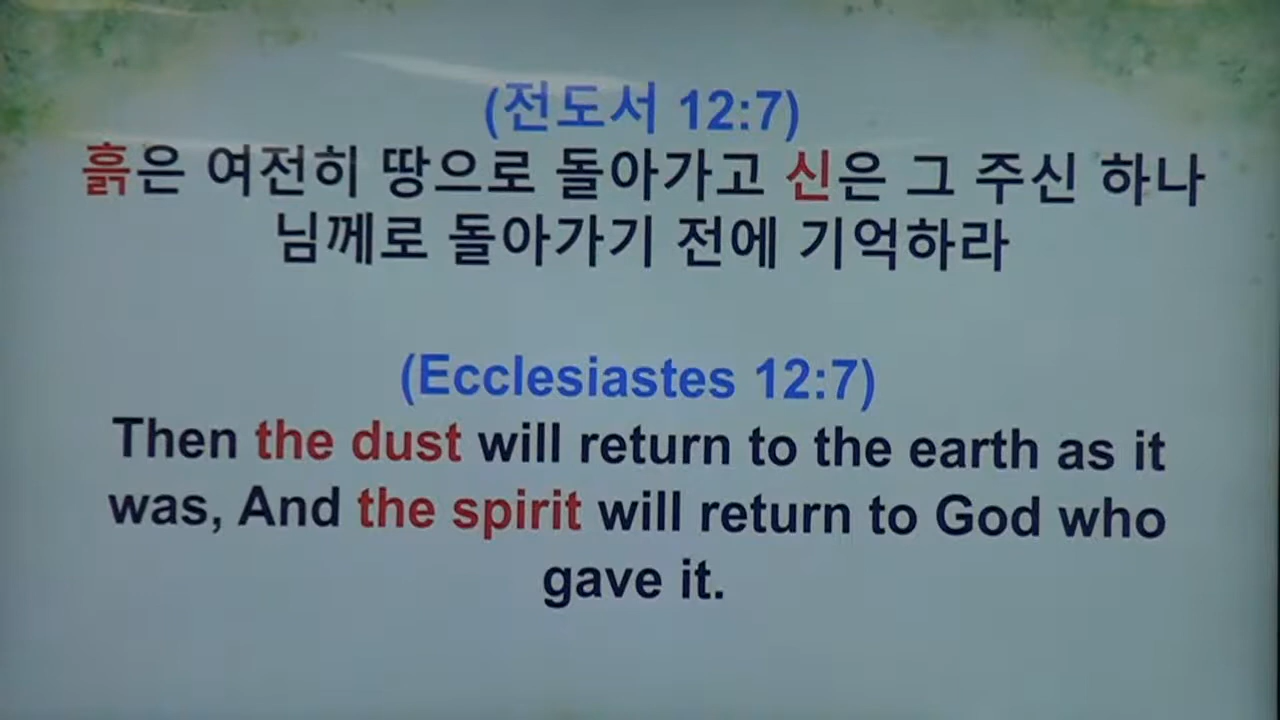 (전도서 12:7)
흙은 여전히 땅으로 돌아가고 신은 그 주신 하나
님께로 돌아가기 전에 기억하라
(Ecclesiastes 12:7)
Then the dust will return to the earth as it
was, And the spirit will return to God who
gave it.